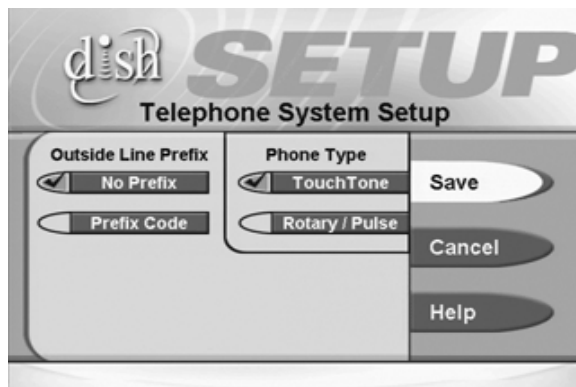 dish SETUP
Telephone System Setup
Outside Line Prefix
No Prefix
Prefix Code
Phone Type
TouchTone
Rotary / Pulse
Save
Cancel
Help